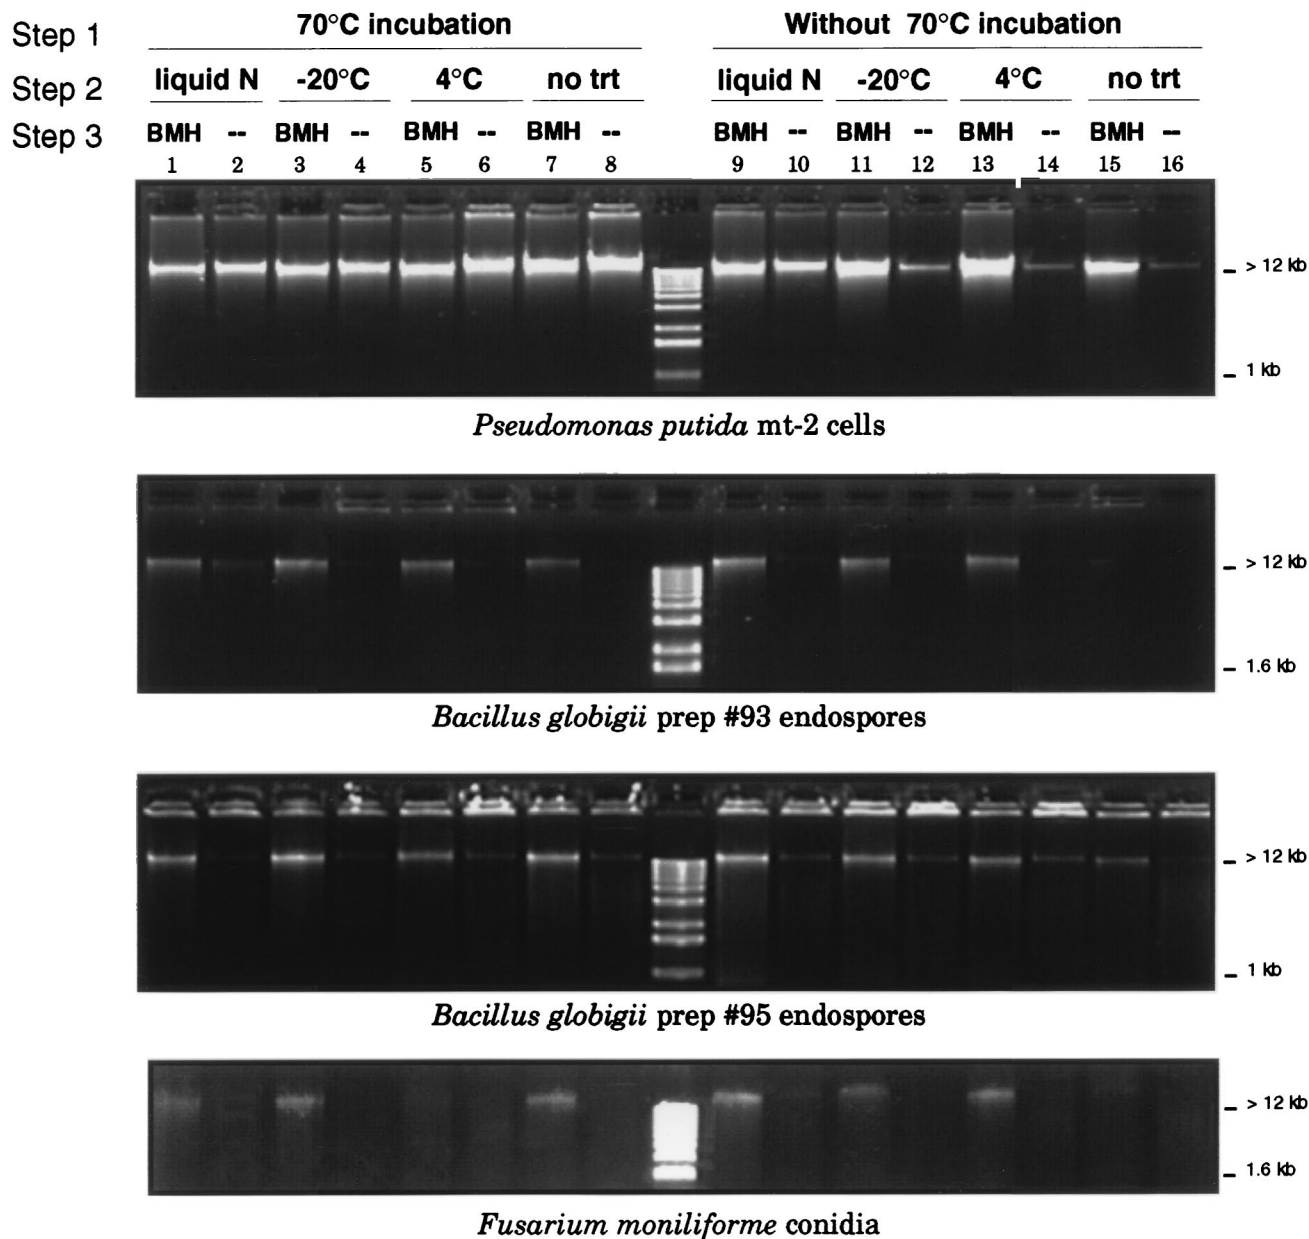 Step 1 70°C incubation Without 70°C incubation
Step 2 liquid N -20°C 4°C no trt liquid N -20°C 4°C no trt
Step 3 BMH -- BMH -- BMH -- BMH -- BMH -- BMH -- BMH -- BMH --
1 2 3 4 5 6 7 8 9 10 11 12 13 14 15 16
> 12 kb
1 kb
Pseudomonas putida mt-2 cells
> 12 kb
1.6 kb
Bacillus globigii prep #93 endospores
> 12 kb
1 kb
Bacillus globigii prep #95 endospores
> 12 kb
1.6 kb
Fusarium moniliforme conidia